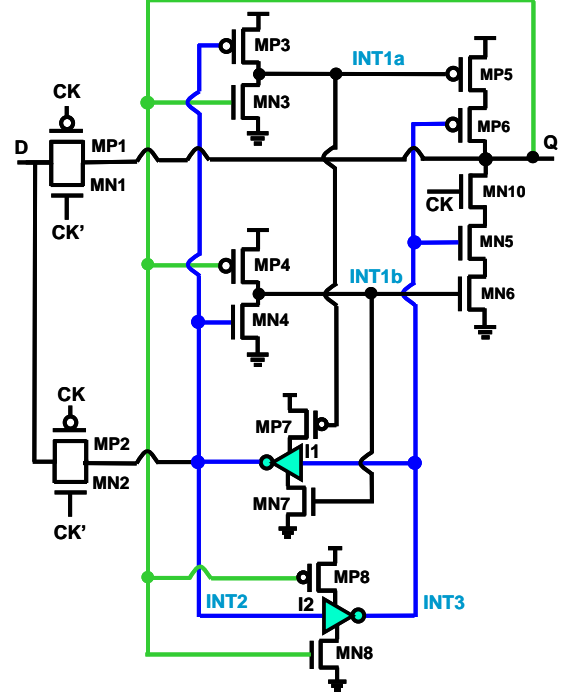 MP3
INT1a
CK
MP5
MN3
MP6
D
MP1
Q
MN1
MN10
CK
CK'
MN5
MP4
INT1b
MN6
MN4
CK
MP7
MP2
I1
MN2
MN7
CK'
MP8
INT2
I2
INT3
MN8